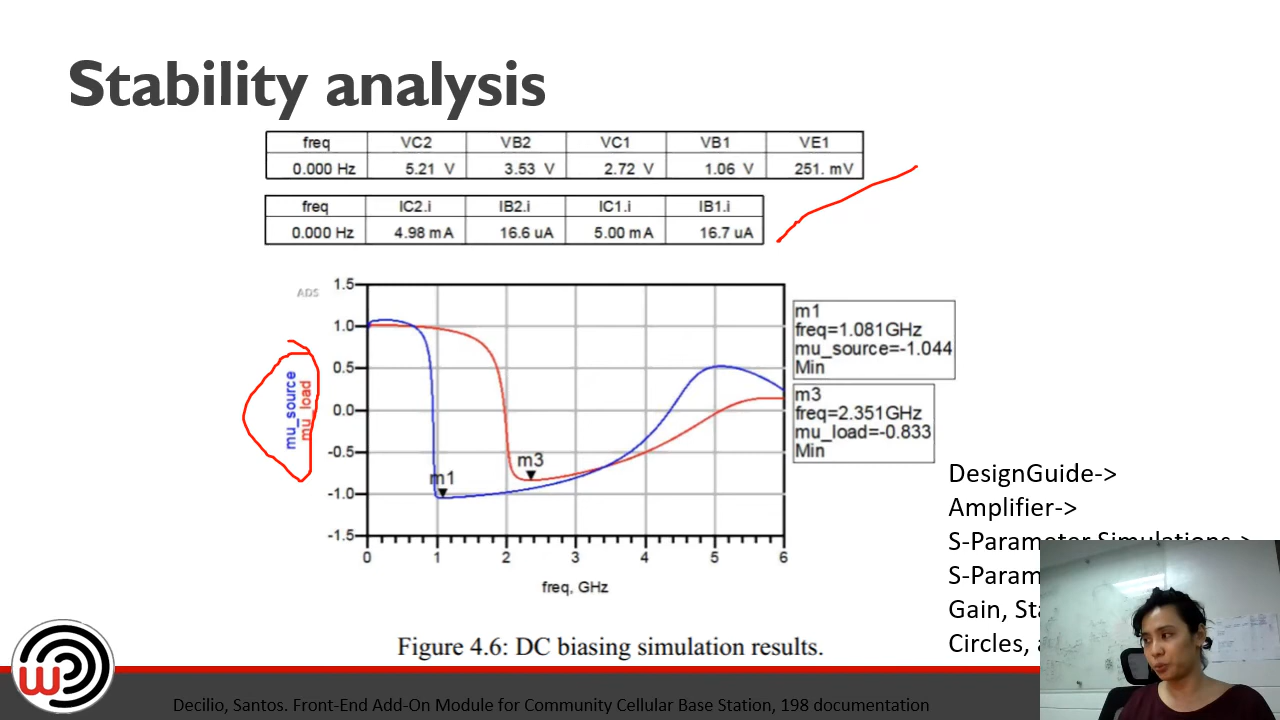 Stability analysis
freq VC2 VB2 VC1 VB1 VE1
0.000 Hz 5.21 V 3.53 V 2.72 V 1.06 V 251. mV
freq IC2.i IB2.i IC1.i IB1.i
0.000 Hz 4.98 mA 16.6 uA 5.00 mA 16.7 uA
ADS
mu_source
mu_load
1.5
1.0
0.5
0.0
-0.5
-1.0
-1.5
m1
m3
0 1 2 3 4 5 6
freq, GHz
m1
freq=1.081GHz
mu_source=-1.044
Min
m3
freq=2.351GHz
mu_load=-0.833
Min
DesignGuide->
Amplifier->
S-Parameter Simulations->
S-Param
Gain, Sta
Circles,
Figure 4.6: DC biasing simulation results.
Decilio, Santos. Front-End Add-On Module for Community Cellular Base Station, 198 documentation